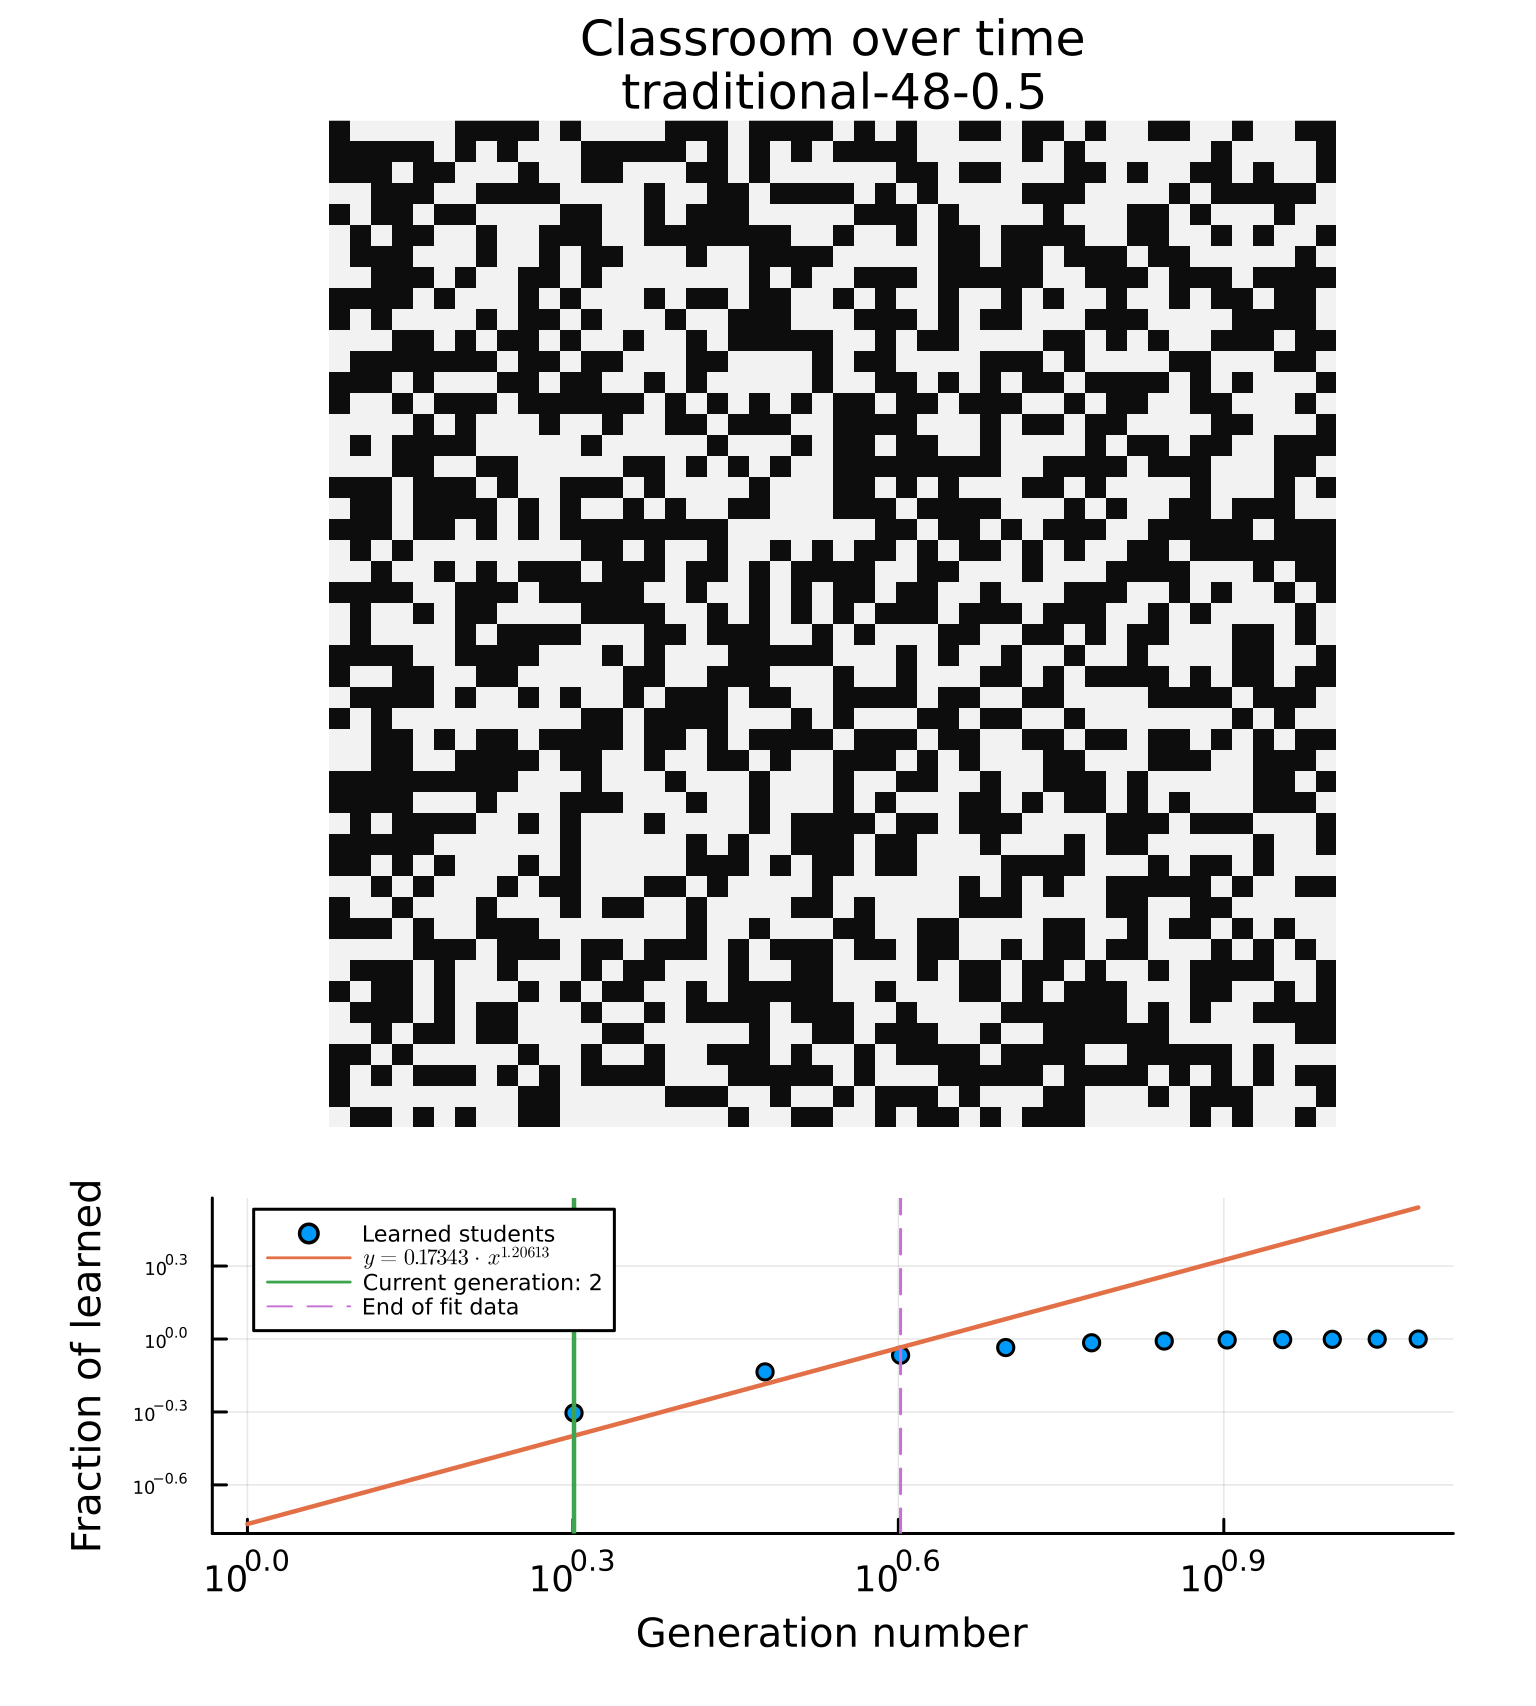 Classroom over time
traditional-48-0.5
Fraction of learned
Learned students
y = 0.17343 · x^1.20613
Current generation: 2
End of fit data
10^0.3
10^0.0
10^−0.3
10^−0.6
10^0.0 10^0.3 10^0.6 10^0.9
Generation number